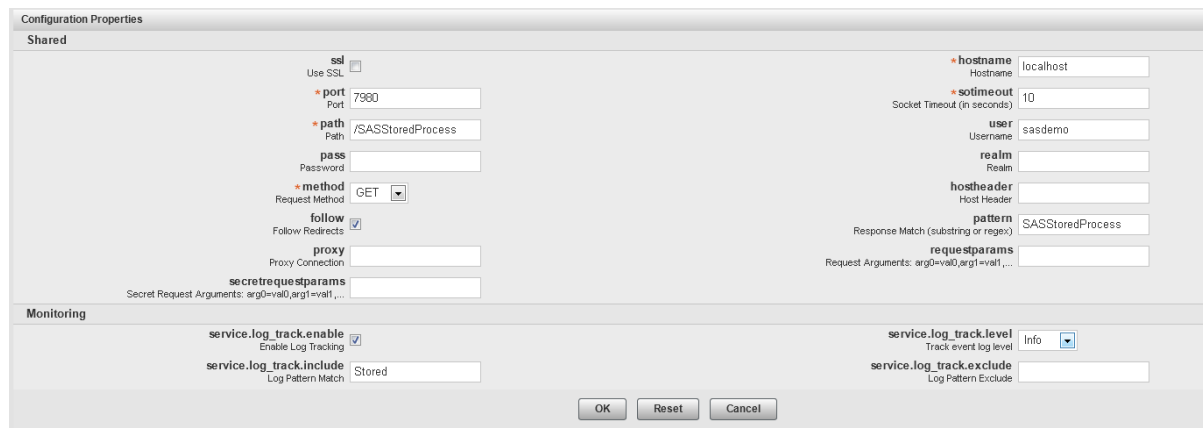 Configuration Properties
Shared
ssl
Use SSL
*hostname
Hostname
localhost
*port
Port
7980
*sotimeout
Socket Timeout (in seconds)
10
*path
Path
/SASStoredProcess
user
Username
sasdemo
pass
Password
realm
Realm
*method
Request Method
GET
hostheader
Host Header
follow
Follow Redirects
pattern
Response Match (substring or regex)
SASStoredProcess
proxy
Proxy Connection
requestparams
Request Arguments: arg0=val0,arg1=val1,...
secretrequestparams
Secret Request Arguments: arg0=val0,arg1=val1,...
Monitoring
service.log_track.enable
Enable Log Tracking
service.log_track.level
Track event log level
Info
service.log_track.include
Log Pattern Match
Stored
service.log_track.exclude
Log Pattern Exclude
OK Reset Cancel